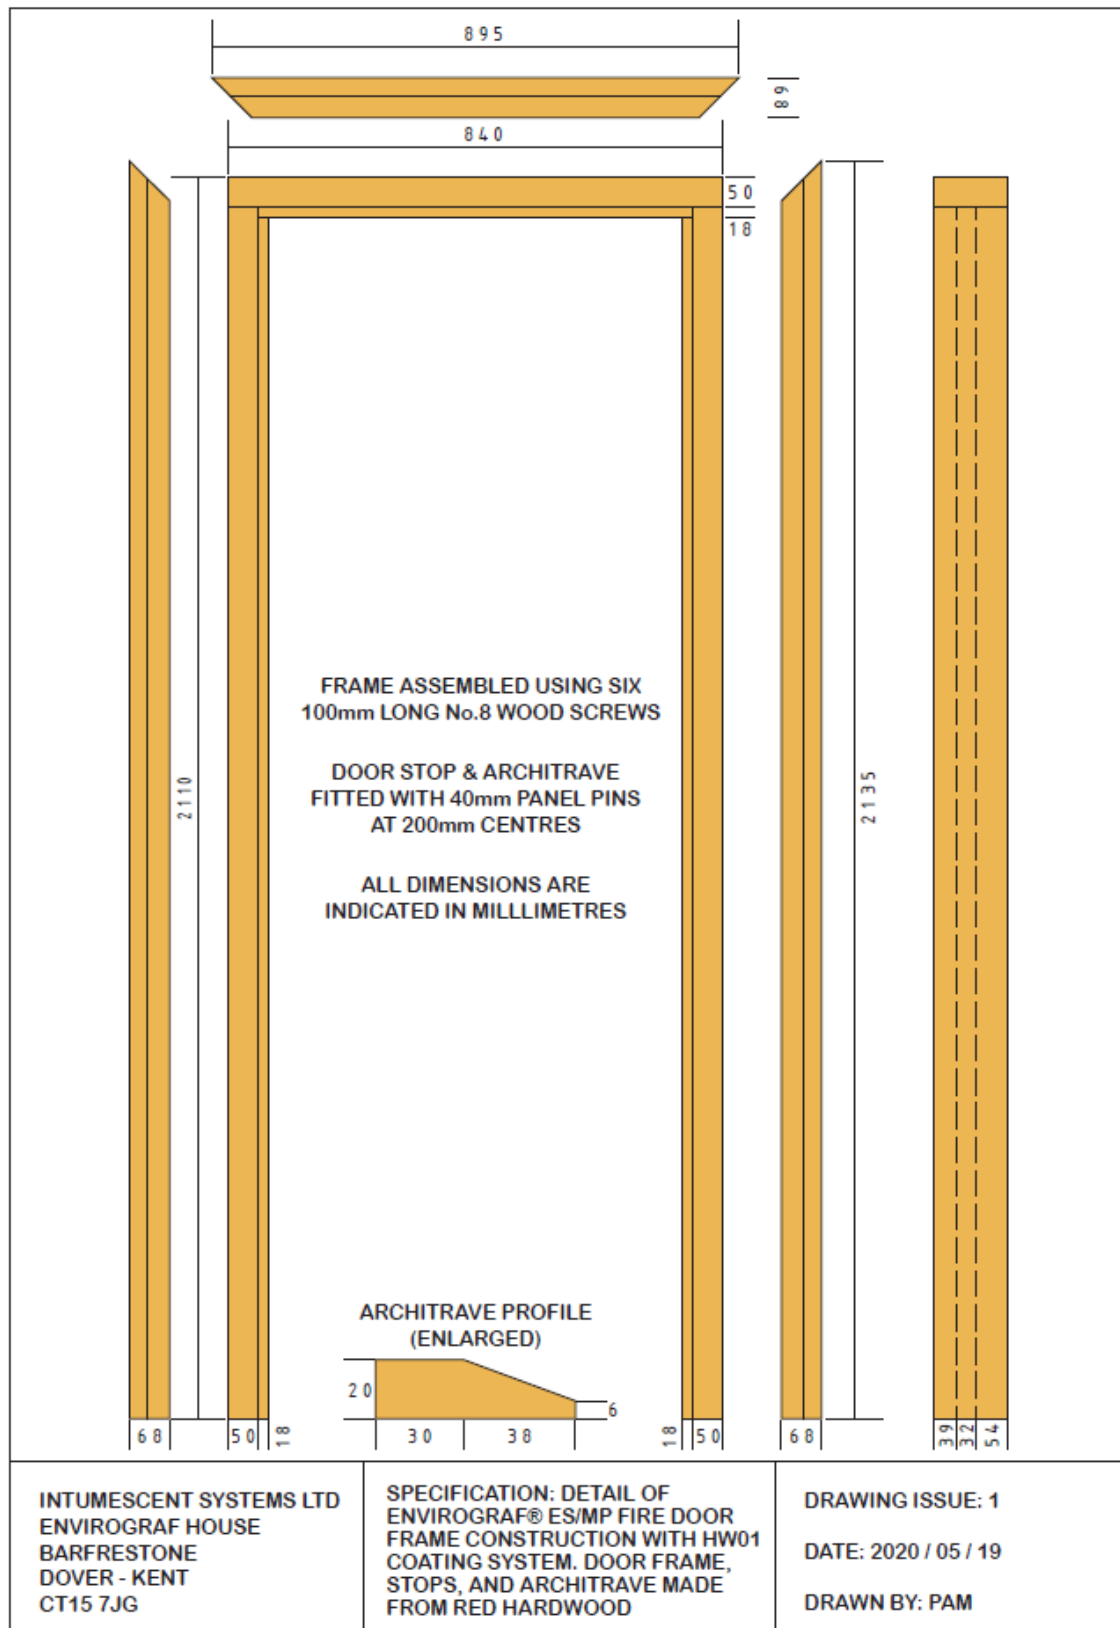 895
89
840
50
18
2110
2135
FRAME ASSEMBLED USING SIX
100mm LONG No.8 WOOD SCREWS
DOOR STOP & ARCHITRAVE
FITTED WITH 40mm PANEL PINS
AT 200mm CENTRES
ALL DIMENSIONS ARE
INDICATED IN MILLLIMETRES
ARCHITRAVE PROFILE
(ENLARGED)
20
6
68
50
18
30
38
18
50
68
39
32
54
INTUMESCENT SYSTEMS LTD
ENVIROGRAF HOUSE
BARFRESTONE
DOVER - KENT
CT15 7JG
SPECIFICATION: DETAIL OF
ENVIROGRAF® ES/MP FIRE DOOR
FRAME CONSTRUCTION WITH HW01
COATING SYSTEM. DOOR FRAME,
STOPS, AND ARCHITRAVE MADE
FROM RED HARDWOOD
DRAWING ISSUE: 1
DATE: 2020 / 05 / 19
DRAWN BY: PAM